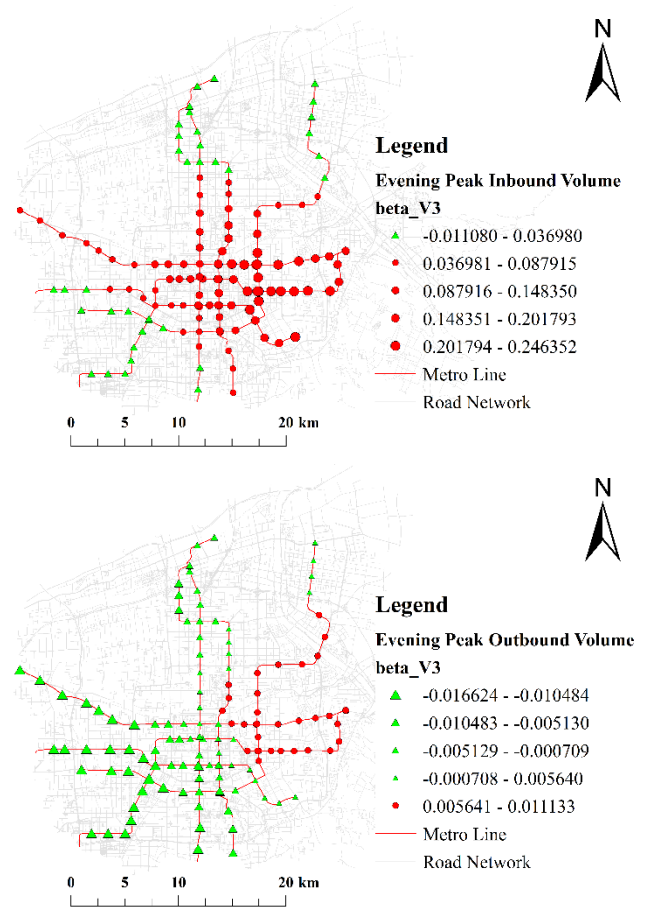 N
Legend
Evening Peak Inbound Volume
beta_V3
-0.011080 - 0.036980
0.036981 - 0.087915
0.087916 - 0.148350
0.148351 - 0.201793
0.201794 - 0.246352
Metro Line
Road Network
0 5 10 20 km
N
Legend
Evening Peak Outbound Volume
beta_V3
-0.016624 - -0.010484
-0.010483 - -0.005130
-0.005129 - -0.000709
-0.000708 - 0.005640
0.005641 - 0.011133
Metro Line
Road Network
0 5 10 20 km